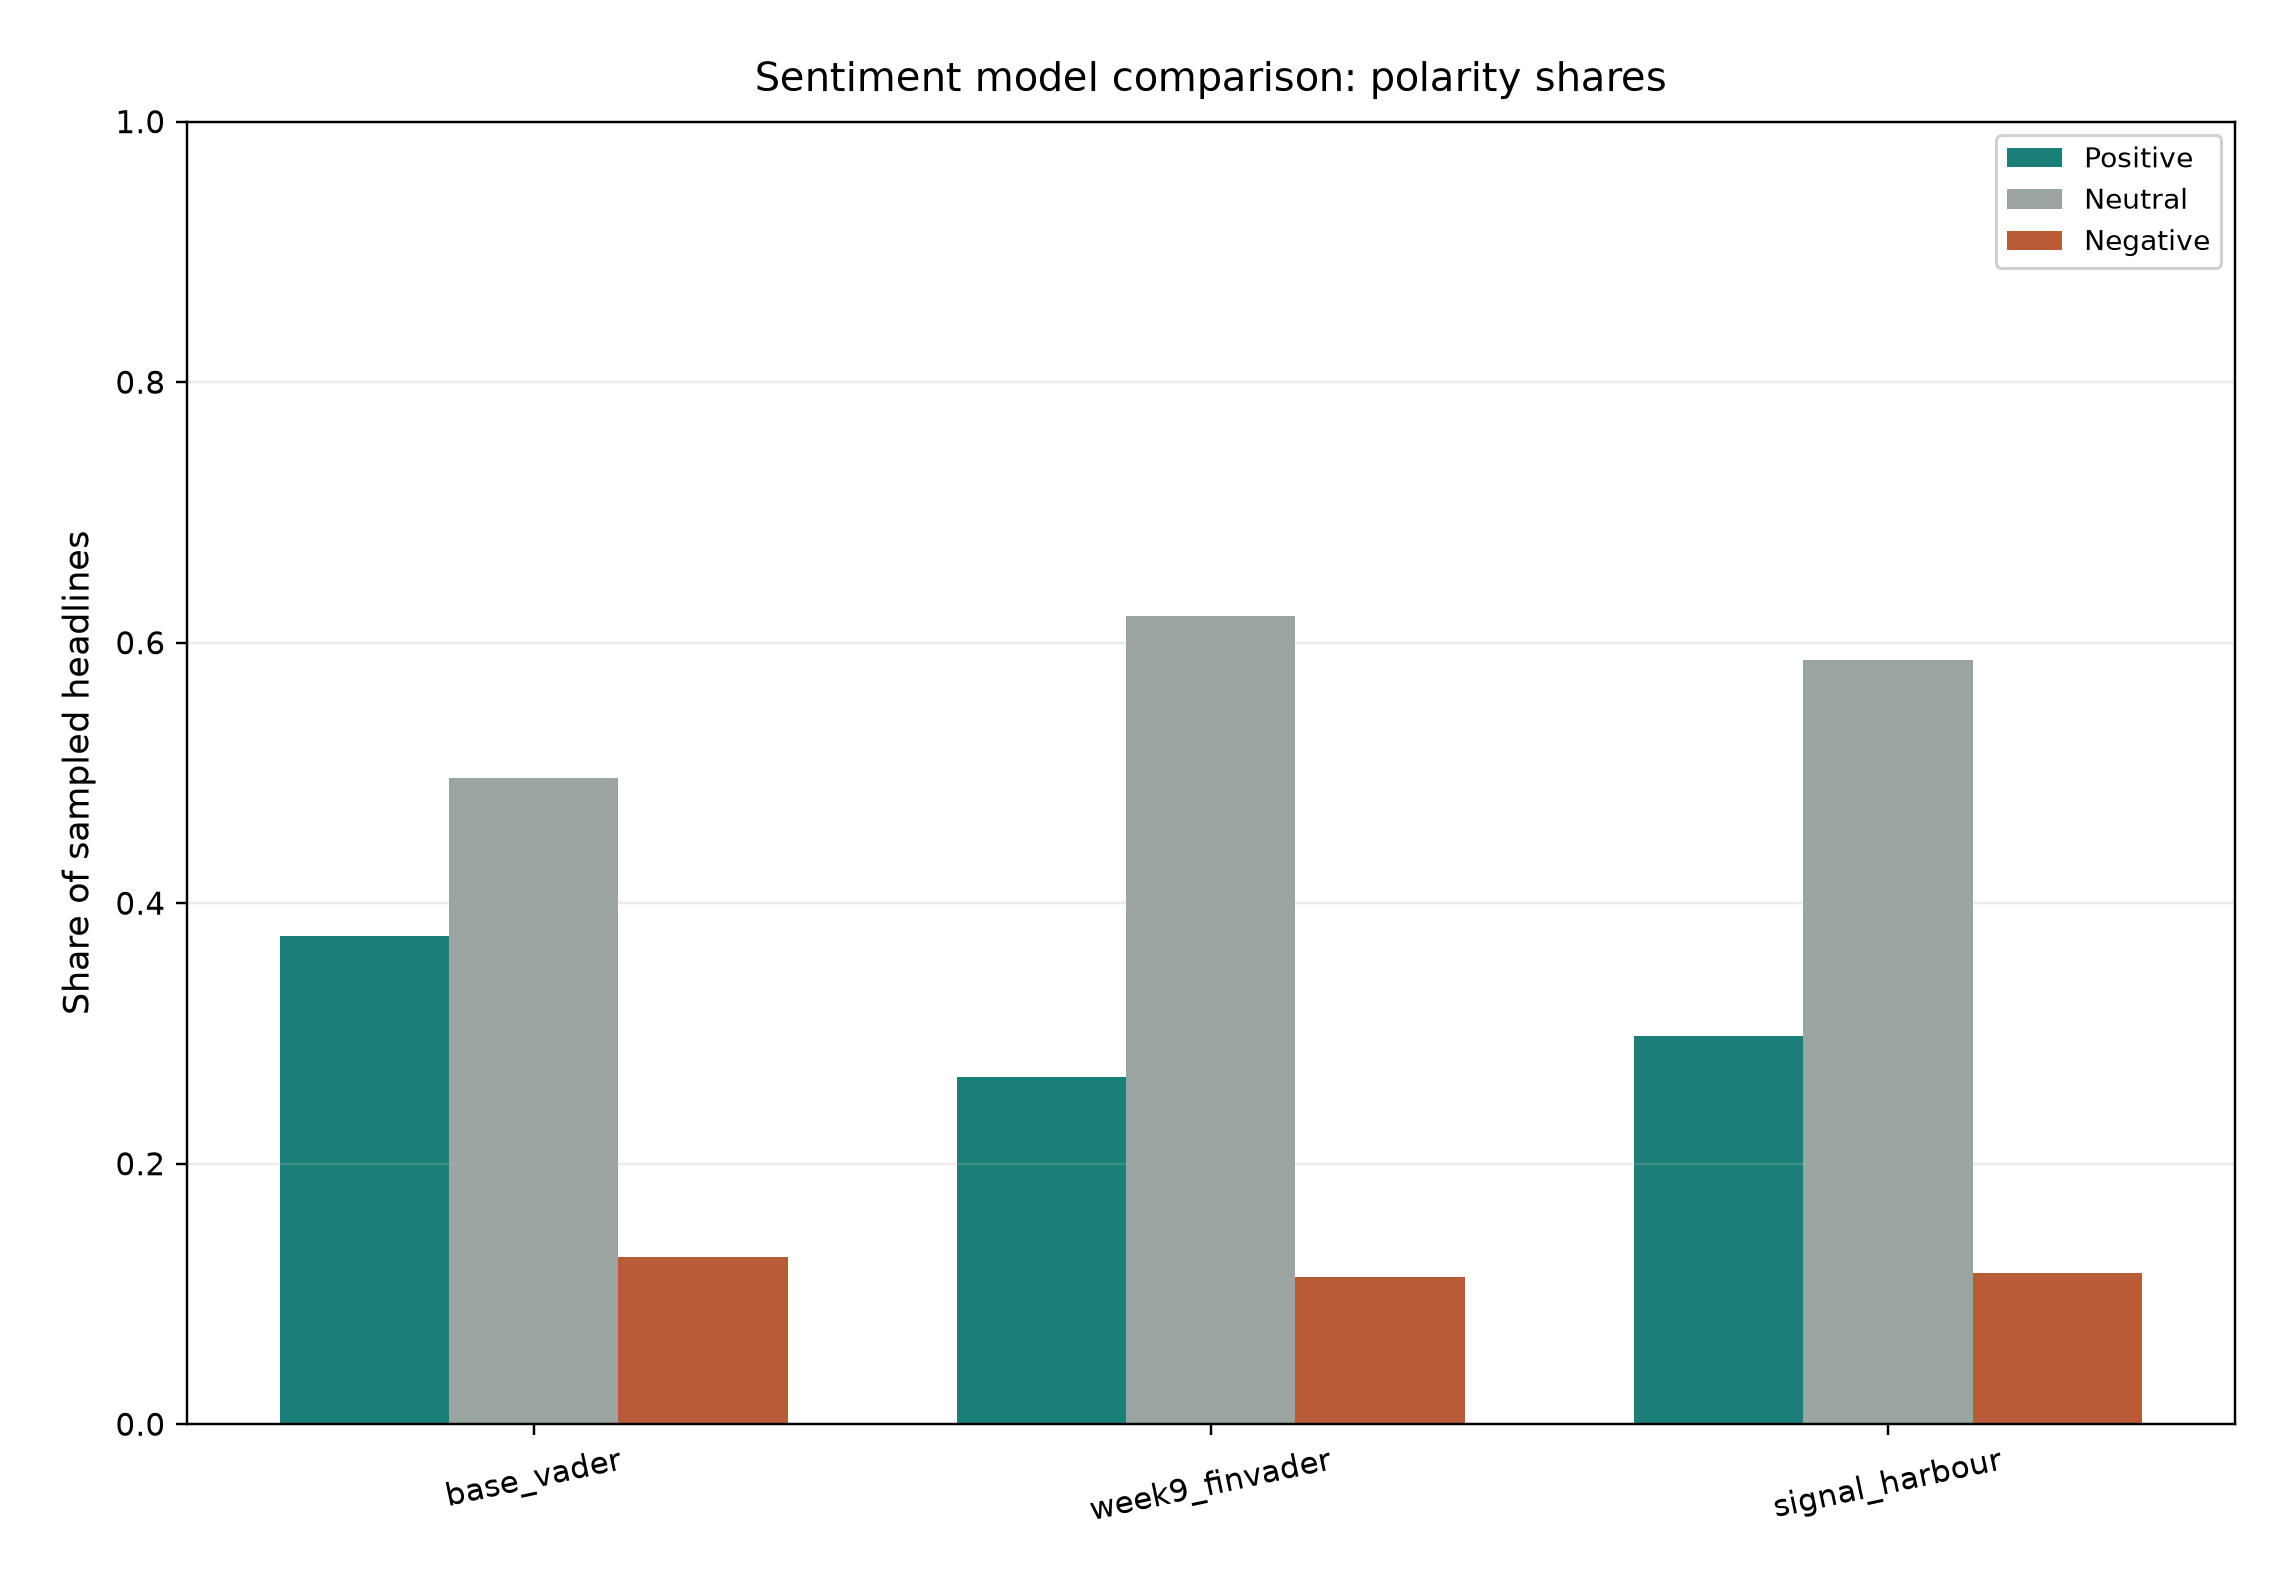 Sentiment model comparison: polarity shares
1.0
0.8
0.6
0.4
0.2
0.0
Share of sampled headlines
Positive
Neutral
Negative
base_vader
week9_finvader
signal_harbour